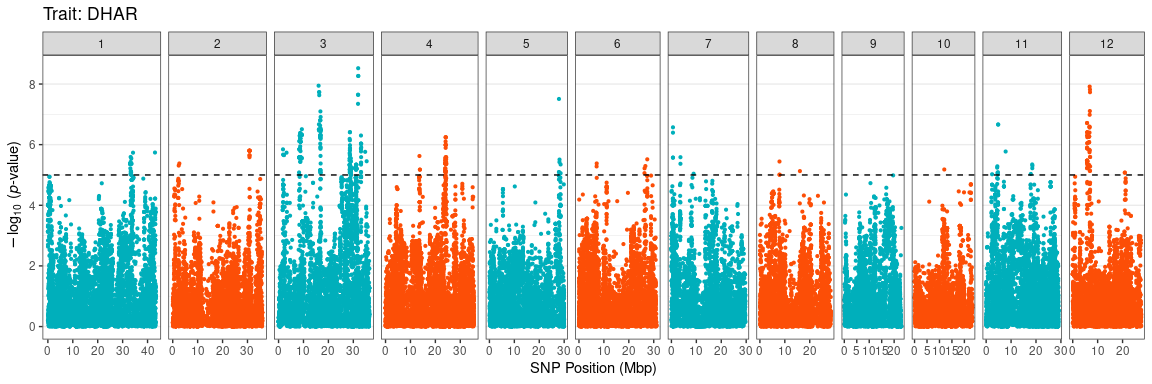 Trait: DHAR
1 2 3 4 5 6 7 8 9 10 11 12
8
6
4
2
0
−log10 (p-value)
0 10 20 30 40 0 10 20 30 0 10 20 30 0 10 20 30 0 10 20 30 0 10 20 30 0 10 20 30 0 10 20 0 5 10 15 20 0 5 10 15 20 0 10 20 30 0 10 20
SNP Position (Mbp)